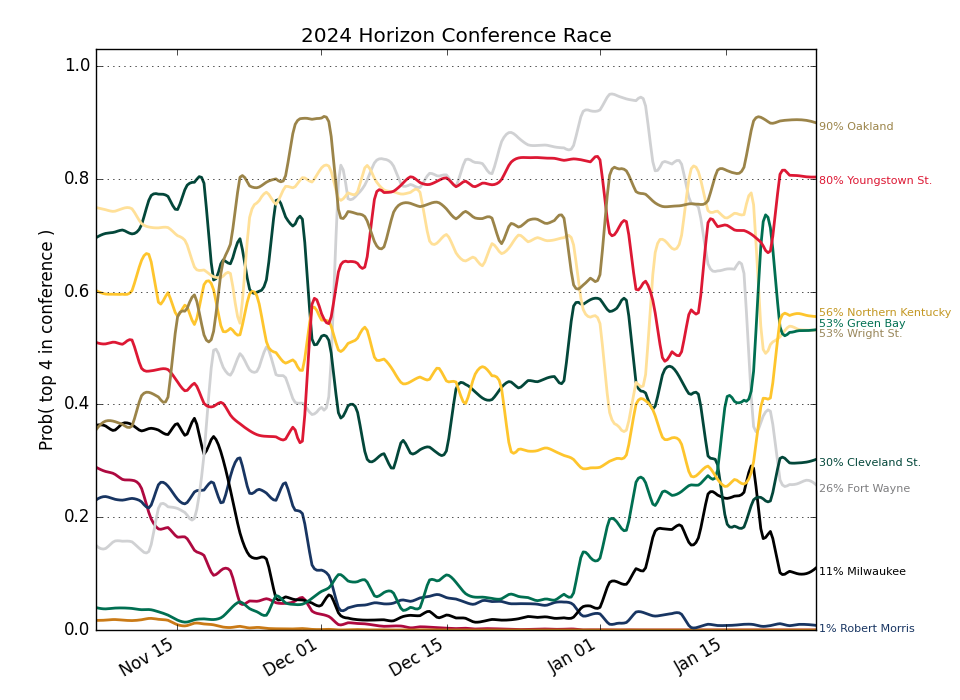 2024 Horizon Conference Race
Prob( top 4 in conference )
1.0
0.8
0.6
0.4
0.2
0.0
Nov 15
Dec 01
Dec 15
Jan 01
Jan 15
90% Oakland
80% Youngstown St.
56% Northern Kentucky
53% Green Bay
53% Wright St.
30% Cleveland St.
26% Fort Wayne
11% Milwaukee
1% Robert Morris